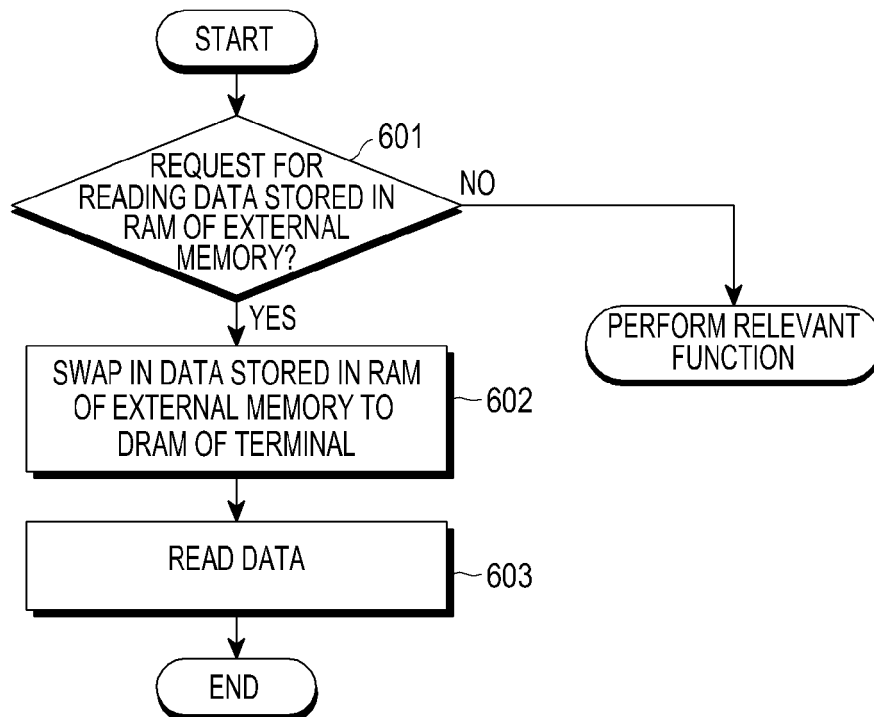 START
601
REQUEST FOR
READING DATA STORED IN
RAM OF EXTERNAL
MEMORY?
NO
YES
PERFORM RELEVANT
FUNCTION
SWAP IN DATA STORED IN RAM
OF EXTERNAL MEMORY TO
DRAM OF TERMINAL
602
READ DATA
603
END